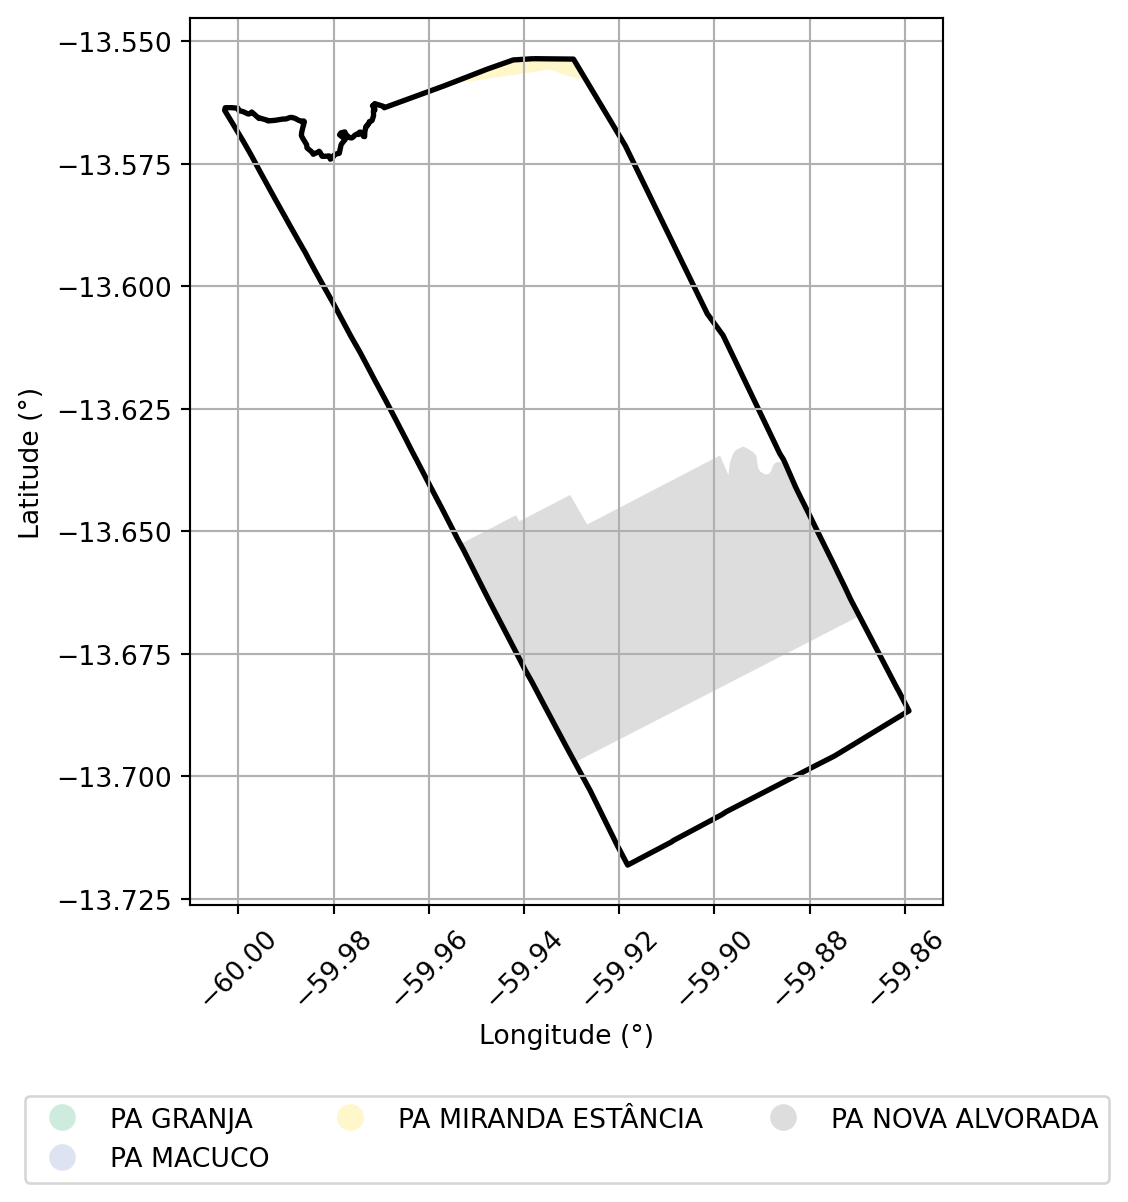 −13.550
−13.575
−13.600
−13.625
−13.650
−13.675
−13.700
−13.725
Latitude (°)
−60.00 −59.98 −59.96 −59.94 −59.92 −59.90 −59.88 −59.86
Longitude (°)
PA GRANJA PA MIRANDA ESTÂNCIA PA NOVA ALVORADA
PA MACUCO